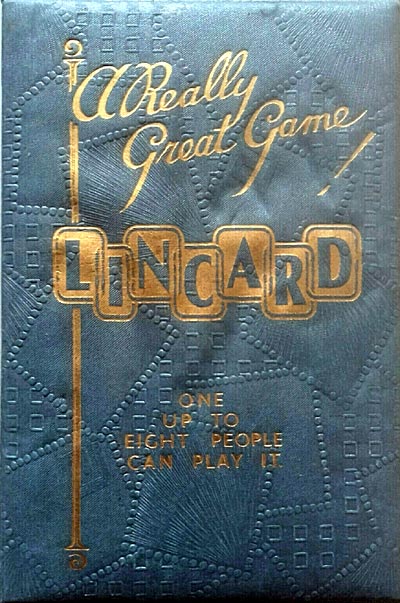 A Really
Great Game!
LINCARD
ONE
UP TO
EIGHT PEOPLE
CAN PLAY IT.